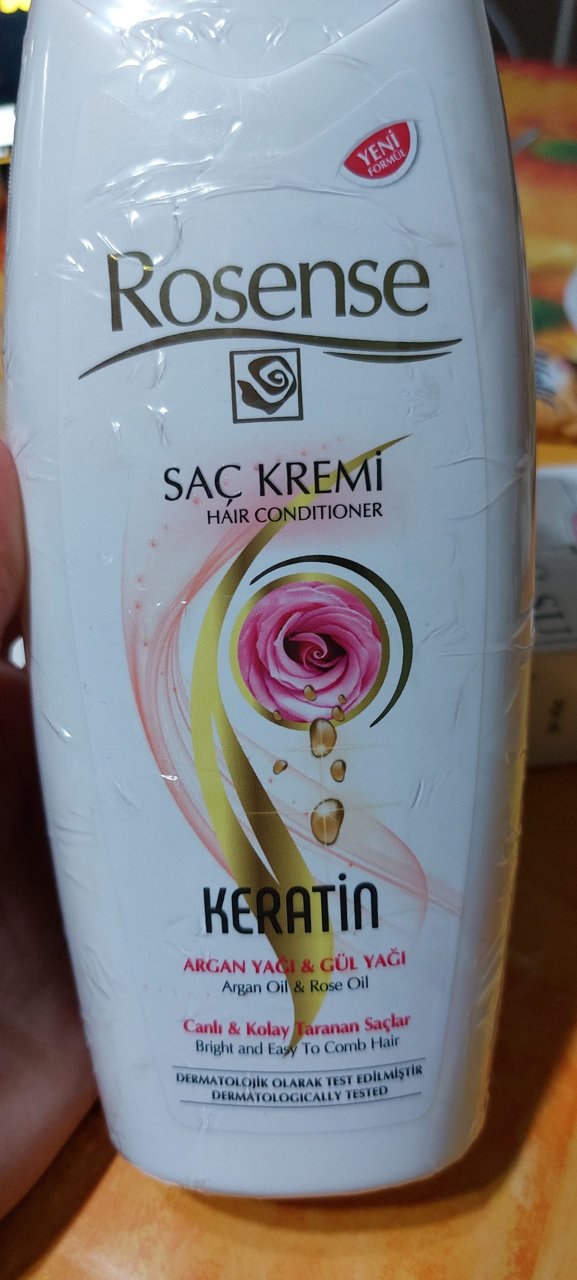 YENİ
FORMÜL
Rosense
SAÇ KREMİ
HAIR CONDITIONER
KERATİN
ARGAN YAĞI & GÜL YAĞI
Argan Oil & Rose Oil
Canlı & Kolay Taranan Saçlar
Bright and Easy To Comb Hair
DERMATOLOJİK OLARAK TEST EDİLMİŞTİR
DERMATOLOGICALLY TESTED